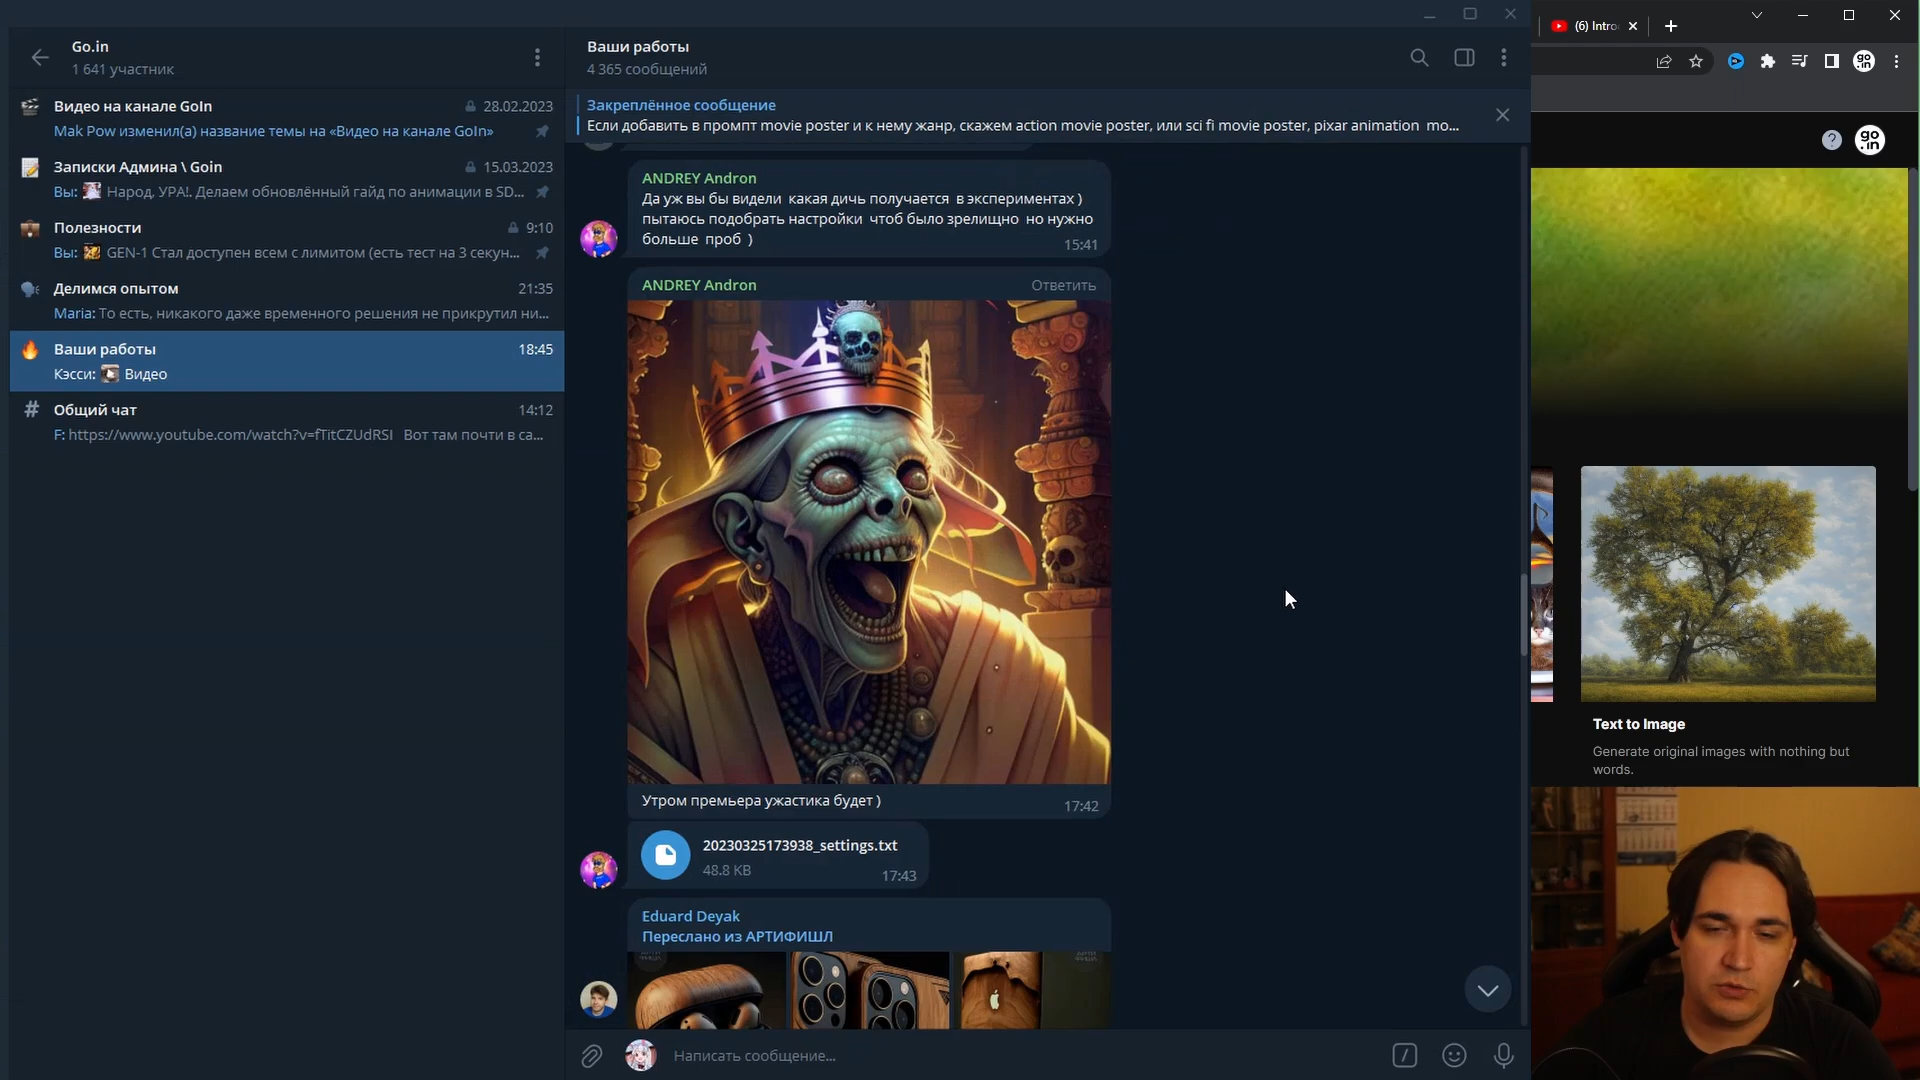 Go.in
1 641 участник
Видео на канале GoIn
28.02.2023
Mak Pow изменил(а) название темы на «Видео на канале GoIn»
Записки Админа \ Goin
15.03.2023
Вы: Народ, УРА!. Делаем обновлённый гайд по анимации в SD...
Полезности
9:10
Вы: GEN-1 Стал доступен всем с лимитом (есть тест на 3 секун...
Делимся опытом
21:35
Maria: То есть, никакого даже временного решения не прикрутил ни...
Ваши работы
18:45
Кэсси: Видео
# Общий чат
14:12
F: https://www.youtube.com/watch?v=fTitCZUdRSI Вот там почти в са...
Ваши работы
4 365 сообщений
Закреплённое сообщение
Если добавить в промпт movie poster и к нему жанр, скажем action movie poster, или sci fi movie poster, pixar animation mo...
ANDREY Andron
Да уж вы бы видели какая дичь получается в экспериментах )
пытаюсь подобрать настройки чтоб было зрелищно но нужно
больше проб )
15:41
ANDREY Andron
Ответить
Утром премьера ужастика будет )
17:42
20230325173938_settings.txt
48.8 KB
17:43
Eduard Deyak
Переслано из АРТИФИШЛ
Написать сообщение...
(6) Intro
go
in
go
in
Text to Image
Generate original images with nothing but
words.